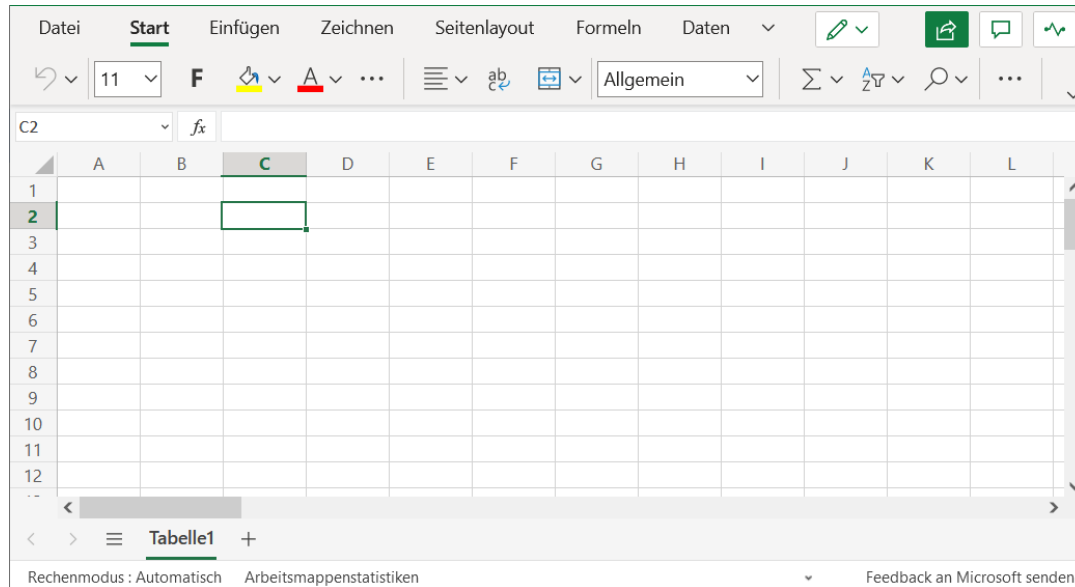 Datei Start Einfügen Zeichnen Seitenlayout Formeln Daten
11 F A ab c Allgemein Σ A Z
C2 fx
A B C D E F G H I J K L
1
2
3
4
5
6
7
8
9
10
11
12
Tabelle1
Rechenmodus : Automatisch Arbeitsmappenstatistiken Feedback an Microsoft senden